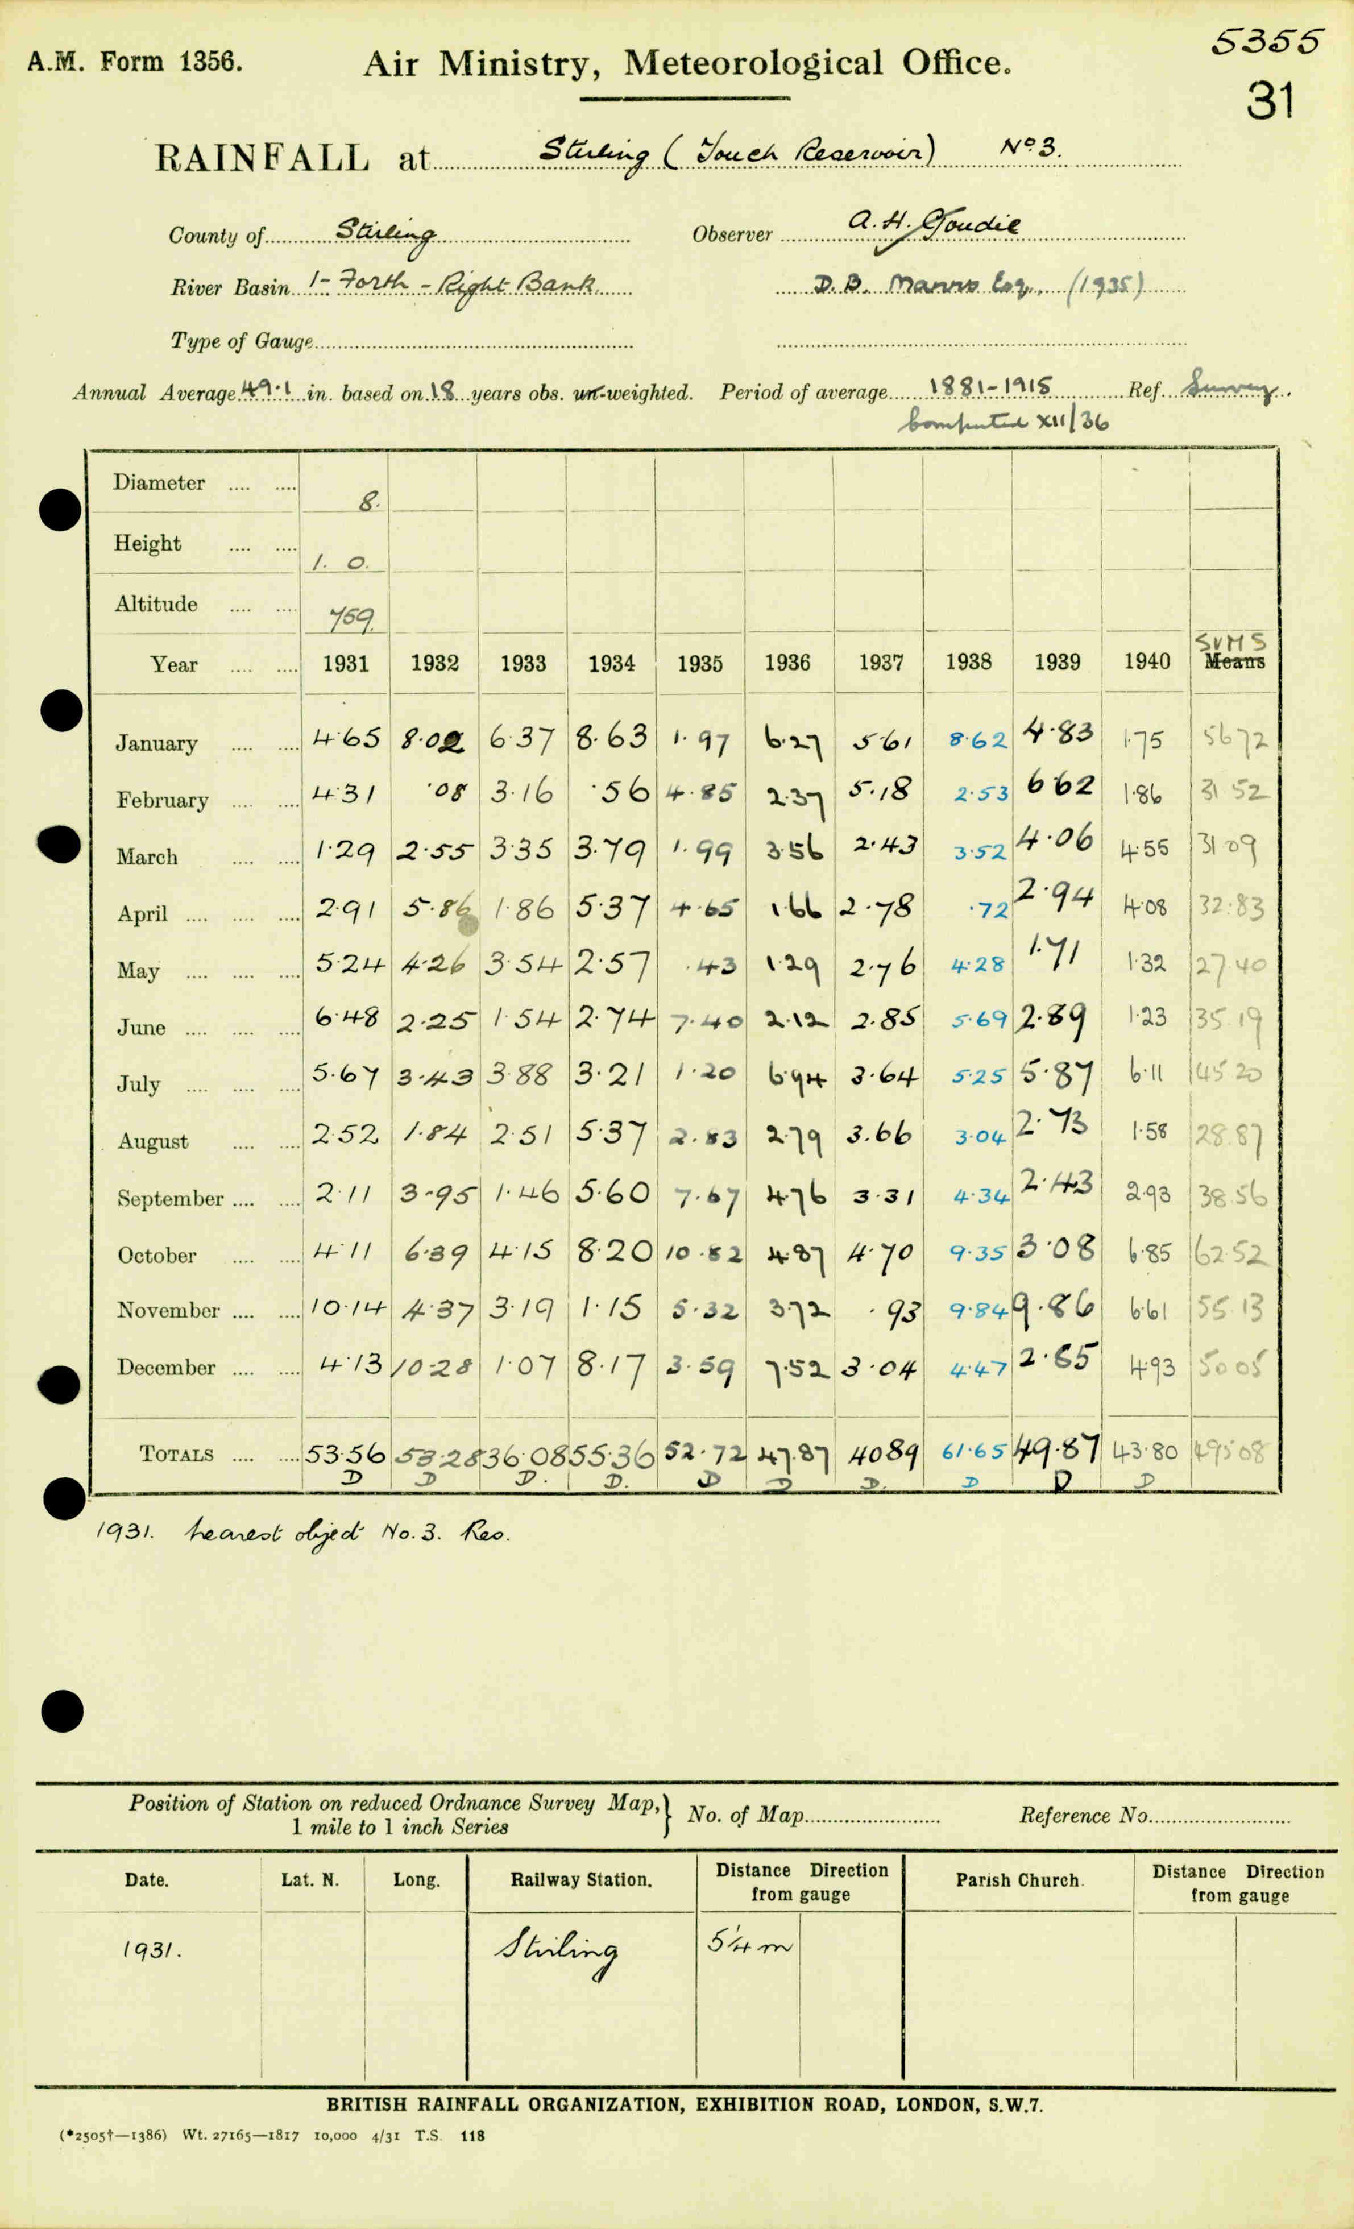 5355
A.M. Form 1356. Air Ministry, Meteorological Office.
31
RAINFALL at Stirling (Touch Reservoir) No 3.
County of Stirling Observer A. H. Goudie
River Basin 1- Forth - Right Bank D. B. Manro Esq. (1935)
Type of Gauge
Annual Average 49.1 in. based on 18 years obs. un-weighted. Period of average 1881-1915 Ref. Survey.
Computed XII/36
Diameter 8.
Height 1. 0.
Altitude 759.
SUMS
Year 1931 1932 1933 1934 1935 1936 1937 1938 1939 1940 Means
January 4.65 8.02 6.37 8.63 1.97 6.27 5.61 8.62 4.83 1.75 56.72
February 4.31 .08 3.16 .56 4.85 2.37 5.18 2.53 6.62 1.86 31.52
March 1.29 2.55 3.35 3.79 1.99 3.56 2.43 3.52 4.06 4.55 31.09
April 2.91 5.86 1.86 5.37 4.65 1.66 2.78 .72 2.94 4.08 32.83
May 5.24 4.26 3.54 2.57 .43 1.29 2.76 4.28 1.71 1.32 27.40
June 6.48 2.25 1.54 2.74 7.40 2.12 2.85 5.69 2.89 1.23 35.19
July 5.67 3.43 3.88 3.21 1.20 6.94 3.64 5.25 5.87 6.11 45.20
August 2.52 1.84 2.51 5.37 2.83 2.79 3.66 3.04 2.73 1.58 28.87
September 2.11 3.95 1.46 5.60 7.67 4.76 3.31 4.34 2.43 2.93 38.56
October 4.11 6.39 4.15 8.20 10.82 4.87 4.70 9.35 3.08 6.85 62.52
November 10.14 4.37 3.19 1.15 5.32 3.72 .93 9.84 9.86 6.61 55.13
December 4.13 10.28 1.07 8.17 3.59 7.52 3.04 4.47 2.85 4.93 50.05
TOTALS 53.56 53.28 36.08 55.36 52.72 47.87 40.89 61.65 49.87 43.80 495.08
D D D. D. D D D. D D D
1931. nearest object No. 3. Res.
Position of Station on reduced Ordnance Survey Map, } No. of Map Reference No.
1 mile to 1 inch Series
Date. Lat. N. Long. Railway Station. Distance Direction from gauge Parish Church. Distance Direction from gauge
1931. Stirling 5¼ m
BRITISH RAINFALL ORGANIZATION, EXHIBITION ROAD, LONDON, S.W.7.
(*2505†—1386) Wt. 27165—1817 10,000 4/31 T.S. 118